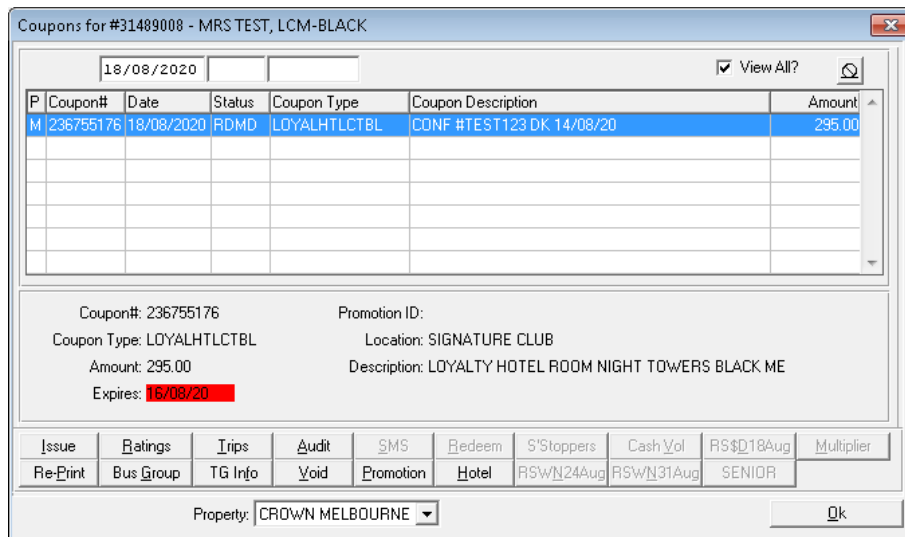 Coupons for #31489008 - MRS TEST, LCM-BLACK
18/08/2020 View All?
P Coupon# Date Status Coupon Type Coupon Description Amount
M 236755176 18/08/2020 RDMD LOYALHTLCTBL CONF #TEST123 DK 14/08/20 295.00
Coupon#: 236755176 Promotion ID:
Coupon Type: LOYALHTLCTBL Location: SIGNATURE CLUB
Amount: 295.00 Description: LOYALTY HOTEL ROOM NIGHT TOWERS BLACK ME
Expires: 16/08/20
Issue Ratings Trips Audit SMS Redeem S'Stoppers Cash Vol RS$D18Aug Multiplier
Re-Print Bus Group TG Info Void Promotion Hotel RSWN24Aug RSWN31Aug SENIOR
Property: CROWN MELBOURNE Ok